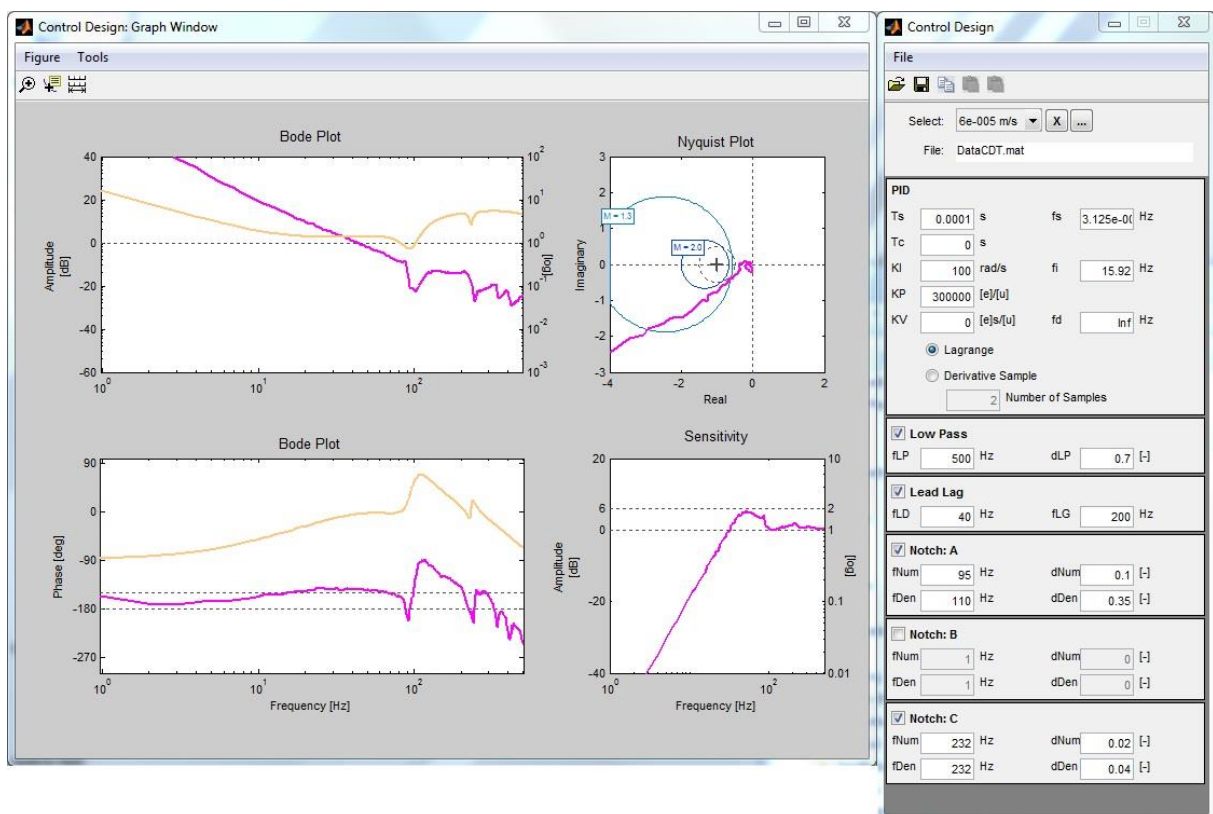 Control Design: Graph Window
Figure Tools
Bode Plot
40
20
0
-20
-40
-60
10^2
10^1
10^0
10^-1
10^-2
10^-3
10^0
10^1
10^2
Amplitude
[dB]
[log]
Nyquist Plot
3
2
1
0
-1
-2
-3
-4
-2
0
2
M = 1.3
M = 2.0
Imaginary
Real
Bode Plot
90
0
-90
-180
-270
10^0
10^1
10^2
Phase [deg]
Frequency [Hz]
Sensitivity
20
6
0
-20
-40
10
2
1
0.1
0.01
10^0
10^2
Amplitude
[dB]
[log]
Frequency [Hz]
Control Design
File
Select: 6e-005 m/s X ...
File: DataCDT.mat
PID
Ts 0.0001 s fs 3.125e-0( Hz
Tc 0 s
KI 100 rad/s fi 15.92 Hz
KP 300000 [e]/[u]
KV 0 [e]s/[u] fd Inf Hz
Lagrange
Derivative Sample
2 Number of Samples
Low Pass
fLP 500 Hz dLP 0.7 [-]
Lead Lag
fLD 40 Hz fLG 200 Hz
Notch: A
fNum 95 Hz dNum 0.1 [-]
fDen 110 Hz dDen 0.35 [-]
Notch: B
fNum 1 Hz dNum 0 [-]
fDen 1 Hz dDen 0 [-]
Notch: C
fNum 232 Hz dNum 0.02 [-]
fDen 232 Hz dDen 0.04 [-]